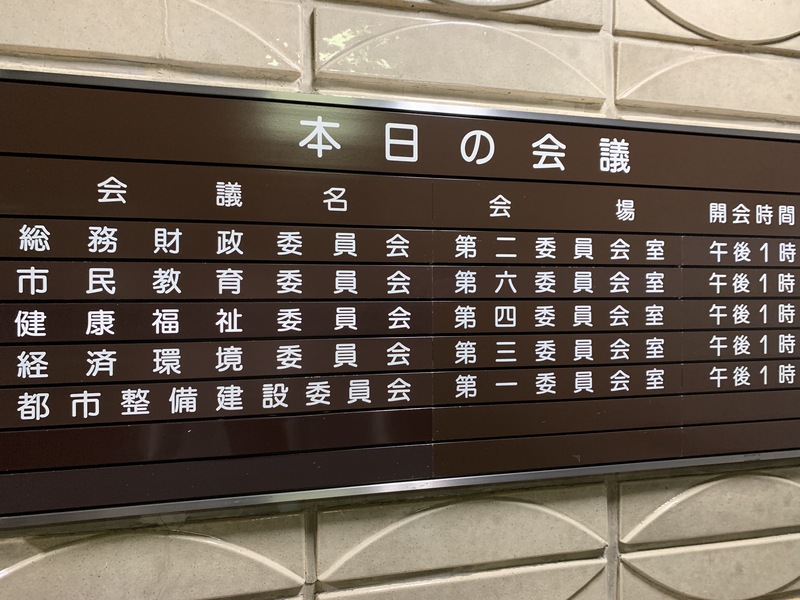 本日の会議
会議名 会場 開会時間
総務財政委員会 第二委員会室 午後1時
市民教育委員会 第六委員会室 午後1時
健康福祉委員会 第四委員会室 午後1時
経済環境委員会 第三委員会室 午後1時
都市整備建設委員会 第一委員会室 午後1時